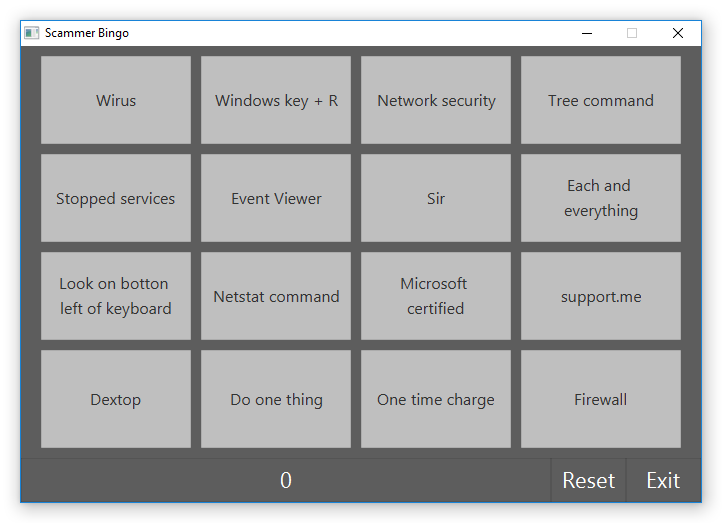 Scammer Bingo
Wirus
Windows key + R
Network security
Tree command
Stopped services
Event Viewer
Sir
Each and
everything
Look on botton
left of keyboard
Netstat command
Microsoft
certified
support.me
Dextop
Do one thing
One time charge
Firewall
0
Reset
Exit